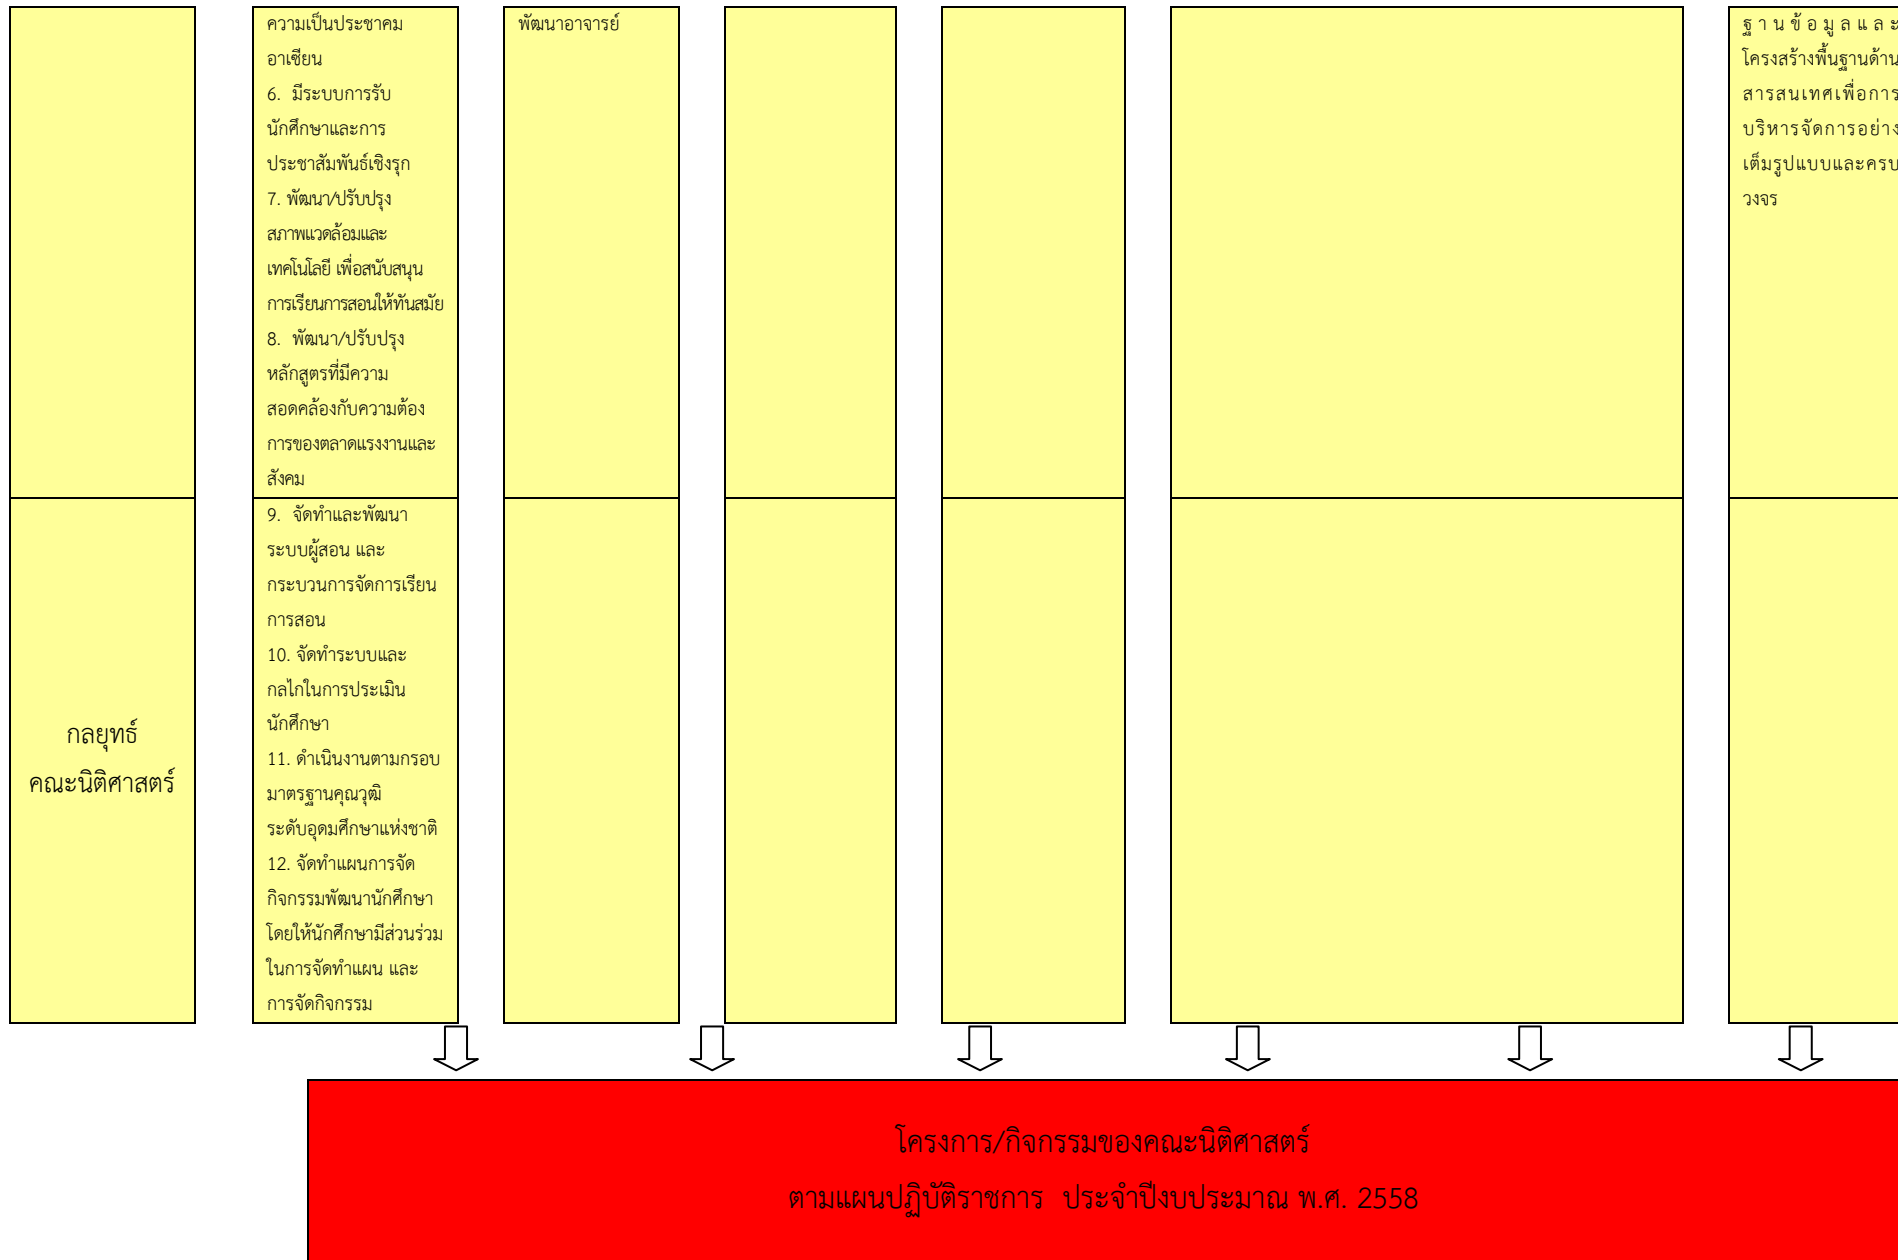 ความเป็นประชาคม
อาเซียน
6. มีระบบการรับ
นักศึกษาและการ
ประชาสัมพันธ์เชิงรุก
7. พัฒนา/ปรับปรุง
สภาพแวดล้อมและ
เทคโนโลยี เพื่อสนับสนุน
การเรียนการสอนให้ทันสมัย
8. พัฒนา/ปรับปรุง
หลักสูตรที่มีความ
สอดคล้องกับความต้อง
การของตลาดแรงงานและ
สังคม
พัฒนาอาจารย์
ฐานข้อมูลและ
โครงสร้างพื้นฐานด้าน
สารสนเทศเพื่อการ
บริหารจัดการอย่าง
เต็มรูปแบบและครบ
วงจร
กลยุทธ์
คณะนิติศาสตร์
9. จัดทำและพัฒนา
ระบบผู้สอน และ
กระบวนการจัดการเรียน
การสอน
10. จัดทำระบบและ
กลไกในการประเมิน
นักศึกษา
11. ดำเนินงานตามกรอบ
มาตรฐานคุณวุฒิ
ระดับอุดมศึกษาแห่งชาติ
12. จัดทำแผนการจัด
กิจกรรมพัฒนานักศึกษา
โดยให้นักศึกษามีส่วนร่วม
ในการจัดทำแผน และ
การจัดกิจกรรม
โครงการ/กิจกรรมของคณะนิติศาสตร์
ตามแผนปฏิบัติราชการ ประจำปีงบประมาณ พ.ศ. 2558